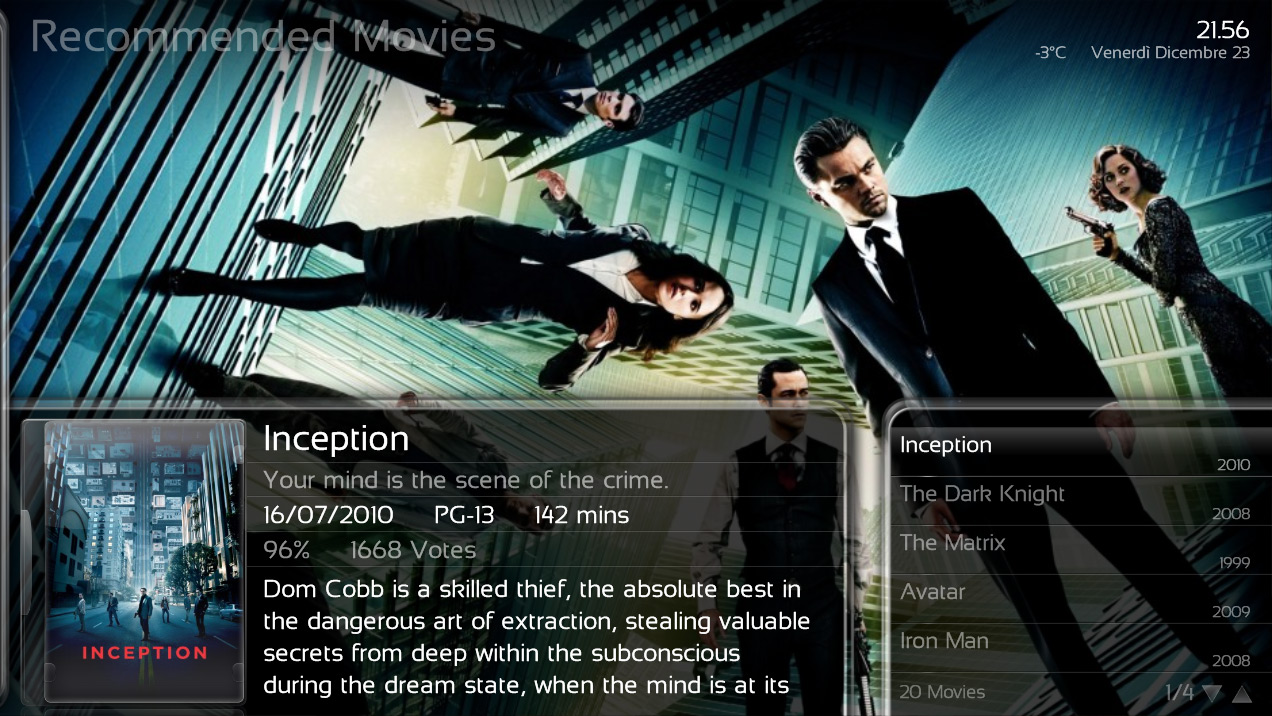 Recommended Movies
21.56
-3°C Venerdì Dicembre 23
Inception
Your mind is the scene of the crime.
16/07/2010 PG-13 142 mins
96% 1668 Votes
Dom Cobb is a skilled thief, the absolute best in
the dangerous art of extraction, stealing valuable
secrets from deep within the subconscious
during the dream state, when the mind is at its
INCEPTION
Inception
2010
The Dark Knight
2008
The Matrix
1999
Avatar
2009
Iron Man
2008
20 Movies 1/4